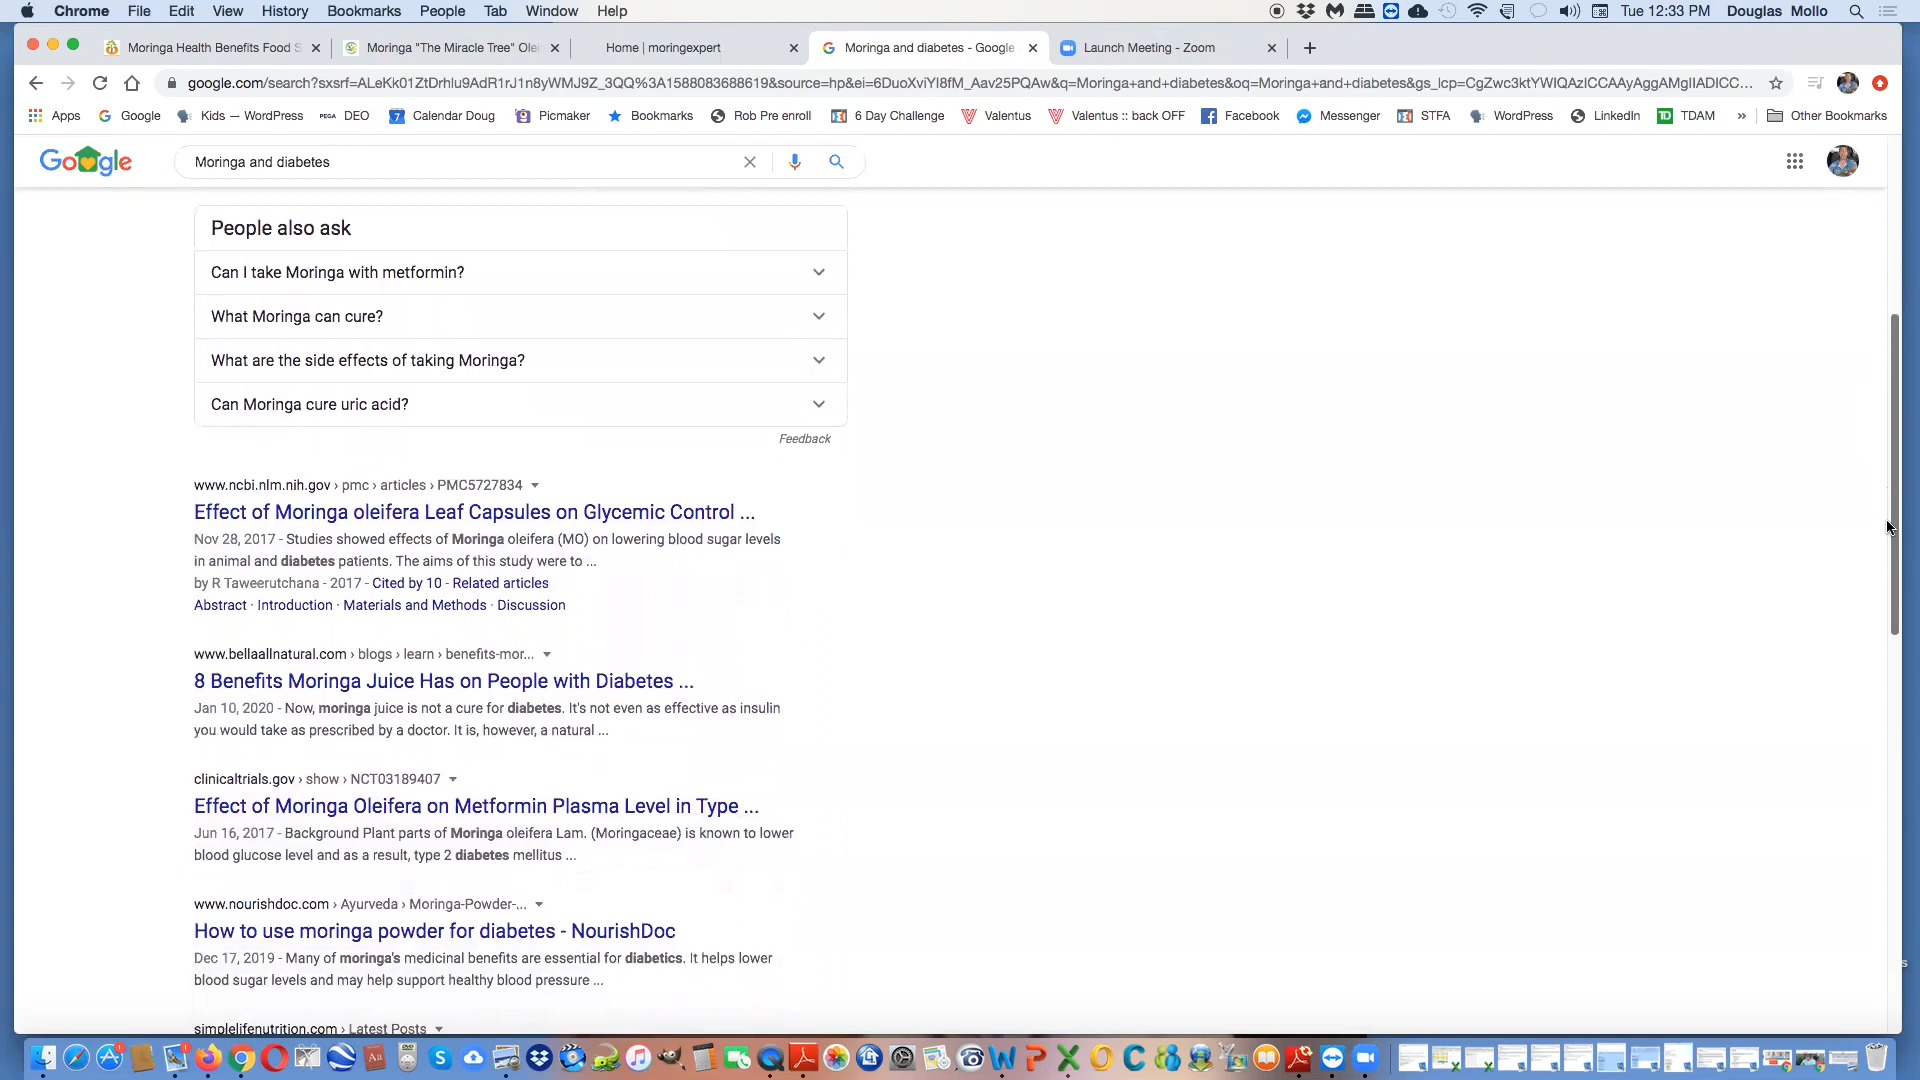 Chrome File Edit View History Bookmarks People Tab Window Help
Tue 12:33 PM Douglas Mollo
Moringa Health Benefits Food S
Moringa "The Miracle Tree" Olei
Home | moringexpert
Moringa and diabetes - Google
Launch Meeting - Zoom
google.com/search?sxsrf=ALeKk01ZtDrhlu9AdR1rJ1n8yWMJ9Z_3QQ%3A1588083688619&source=hp&ei=6DuoXviYI8fM_Aav25PQAw&q=Moringa+and+diabetes&oq=Moringa+and+diabetes&gs_lcp=CgZwc3ktYWIQAzICCAAyAggAMgIIADICC...
Apps Google Kids — WordPress PEGA DEO 7 Calendar Doug Picmaker Bookmarks Rob Pre enroll 6 Day Challenge Valentus Valentus :: back OFF Facebook Messenger STFA WordPress LinkedIn TD TDAM » Other Bookmarks
Google
Moringa and diabetes
People also ask
Can I take Moringa with metformin?
What Moringa can cure?
What are the side effects of taking Moringa?
Can Moringa cure uric acid?
Feedback
www.ncbi.nlm.nih.gov › pmc › articles › PMC5727834
Effect of Moringa oleifera Leaf Capsules on Glycemic Control ...
Nov 28, 2017 - Studies showed effects of Moringa oleifera (MO) on lowering blood sugar levels
in animal and diabetes patients. The aims of this study were to ...
by R Taweerutchana - 2017 - Cited by 10 - Related articles
Abstract · Introduction · Materials and Methods · Discussion
www.bellaallnatural.com › blogs › learn › benefits-mor...
8 Benefits Moringa Juice Has on People with Diabetes ...
Jan 10, 2020 - Now, moringa juice is not a cure for diabetes. It's not even as effective as insulin
you would take as prescribed by a doctor. It is, however, a natural ...
clinicaltrials.gov › show › NCT03189407
Effect of Moringa Oleifera on Metformin Plasma Level in Type ...
Jun 16, 2017 - Background Plant parts of Moringa oleifera Lam. (Moringaceae) is known to lower
blood glucose level and as a result, type 2 diabetes mellitus ...
www.nourishdoc.com › Ayurveda › Moringa-Powder-...
How to use moringa powder for diabetes - NourishDoc
Dec 17, 2019 - Many of moringa's medicinal benefits are essential for diabetics. It helps lower
blood sugar levels and may help support healthy blood pressure ...
simplelifenutrition.com › Latest Posts